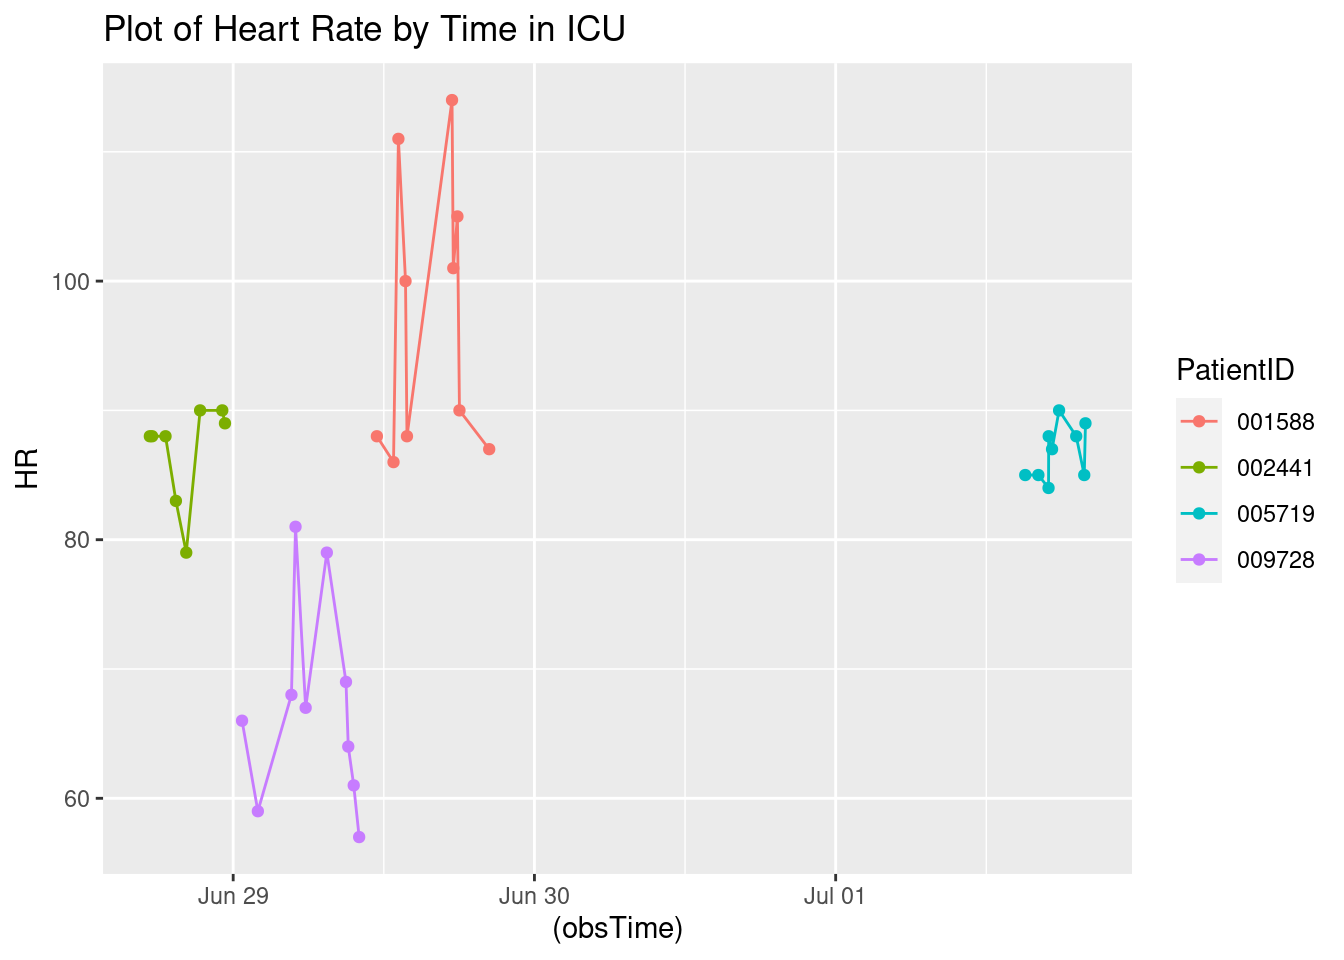 Plot of Heart Rate by Time in ICU
HR
100
80
60
Jun 29
Jun 30
Jul 01
(obsTime)
PatientID
001588
002441
005719
009728